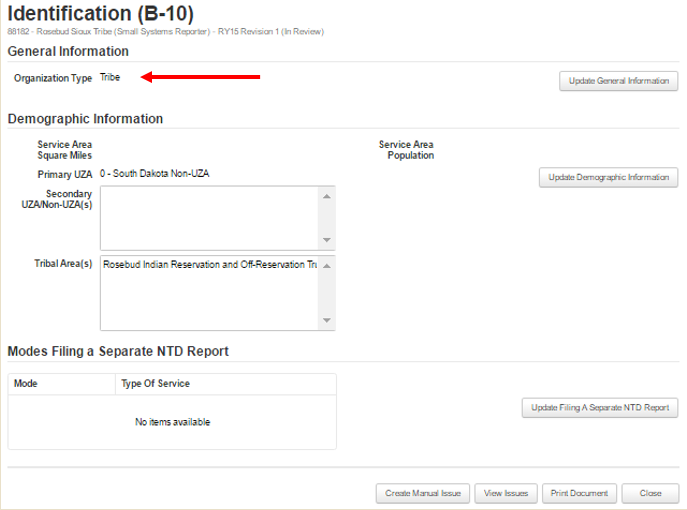 Identification (B-10)
88182 - Rosebud Sioux Tribe (Small Systems Reporter) - RY15 Revision 1 (In Review)
General Information
Organization Type Tribe
Update General Information
Demographic Information
Service Area Square Miles
Service Area Population
Primary UZA 0 - South Dakota Non-UZA
Update Demographic Information
Secondary UZA/Non-UZA(s)
Tribal Area(s) Rosebud Indian Reservation and Off-Reservation Tru
Modes Filing a Separate NTD Report
Mode Type Of Service
No items available
Update Filing A Separate NTD Report
Create Manual Issue View Issues Print Document Close